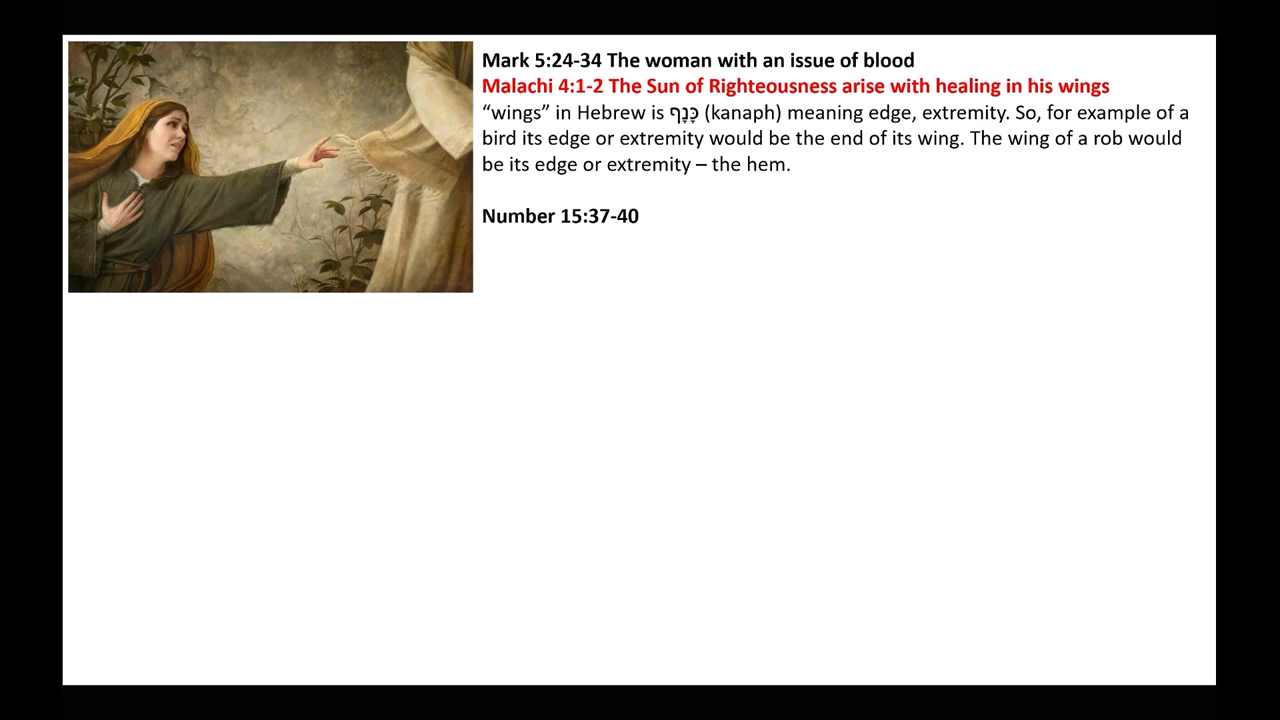 Mark 5:24-34 The woman with an issue of blood
Malachi 4:1-2 The Sun of Righteousness arise with healing in his wings
“wings” in Hebrew is כָּנָף (kanaph) meaning edge, extremity. So, for example of a
bird its edge or extremity would be the end of its wing. The wing of a rob would
be its edge or extremity – the hem.
Number 15:37-40